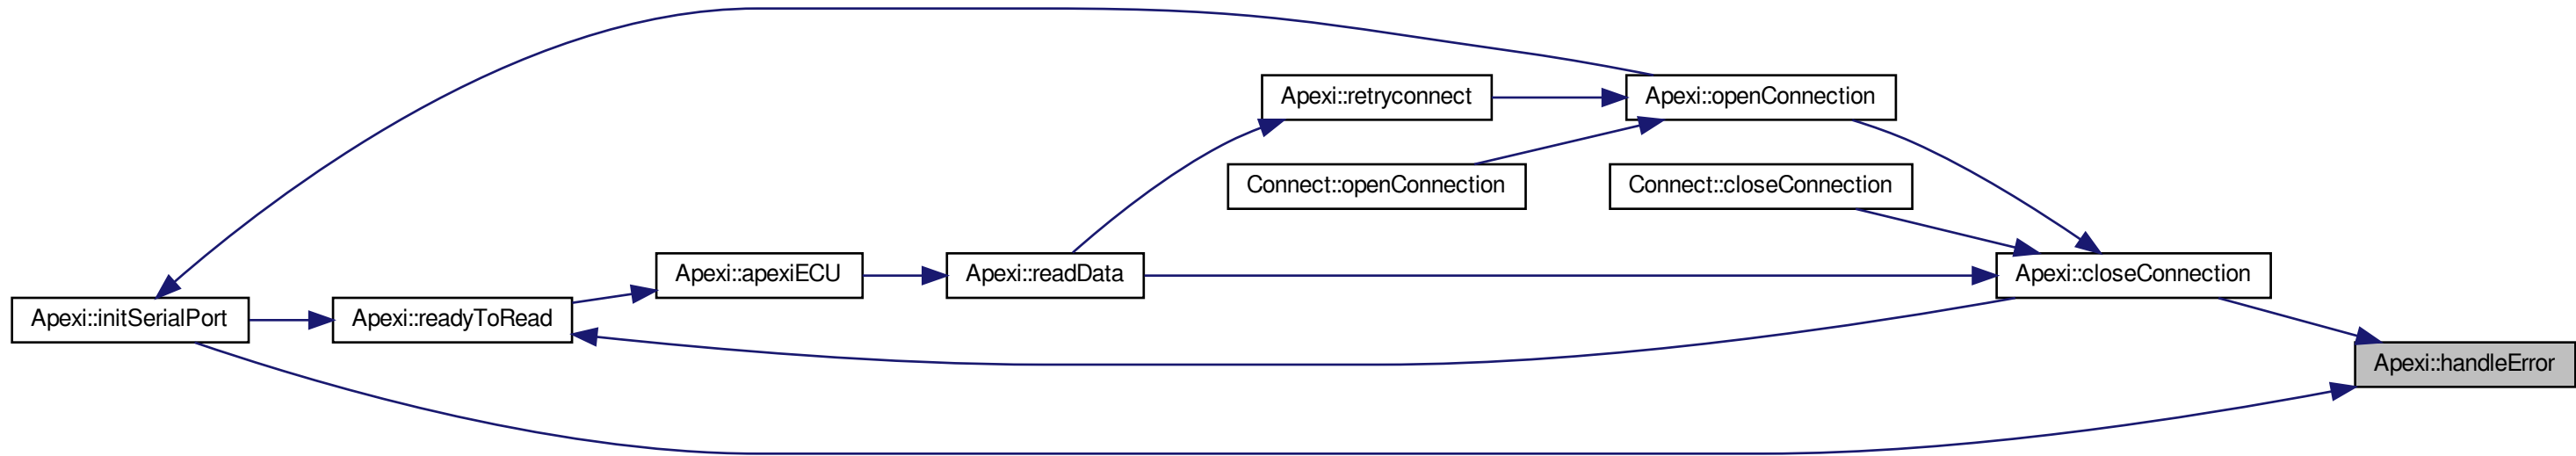 Apexi::retryconnect
Apexi::openConnection
Connect::openConnection
Connect::closeConnection
Apexi::apexiECU
Apexi::readData
Apexi::closeConnection
Apexi::initSerialPort
Apexi::readyToRead
Apexi::handleError